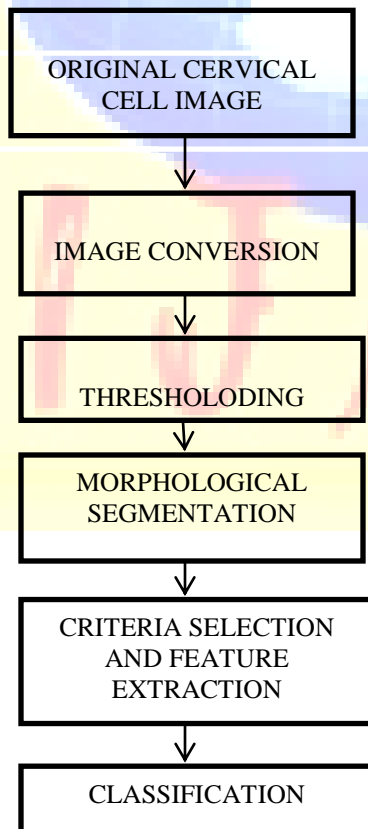 ORIGINAL CERVICAL
CELL IMAGE
IMAGE CONVERSION
THRESHOLODING
MORPHOLOGICAL
SEGMENTATION
CRITERIA SELECTION
AND FEATURE
EXTRACTION
CLASSIFICATION